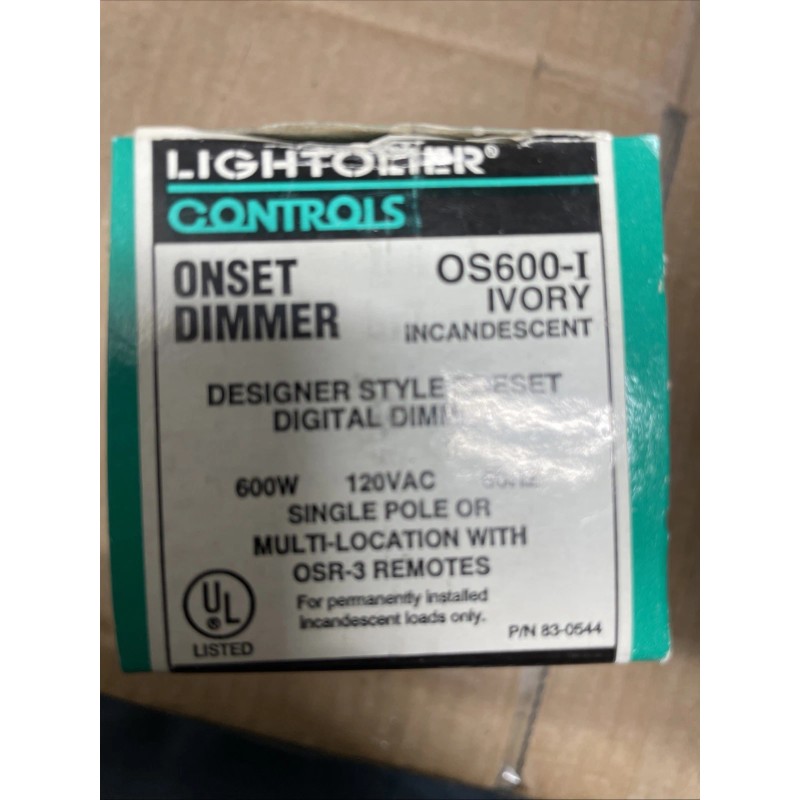 LIGHTOLIER®
CONTROLS
ONSET
DIMMER
OS600-I
IVORY
INCANDESCENT
DESIGNER STYLE
DIGITAL
600W 120VAC
SINGLE POLE OR
MULTI-LOCATION WITH
OSR-3 REMOTES
For permanently installed
incandescent loads only.
UL
®
LISTED
P/N 83-0544